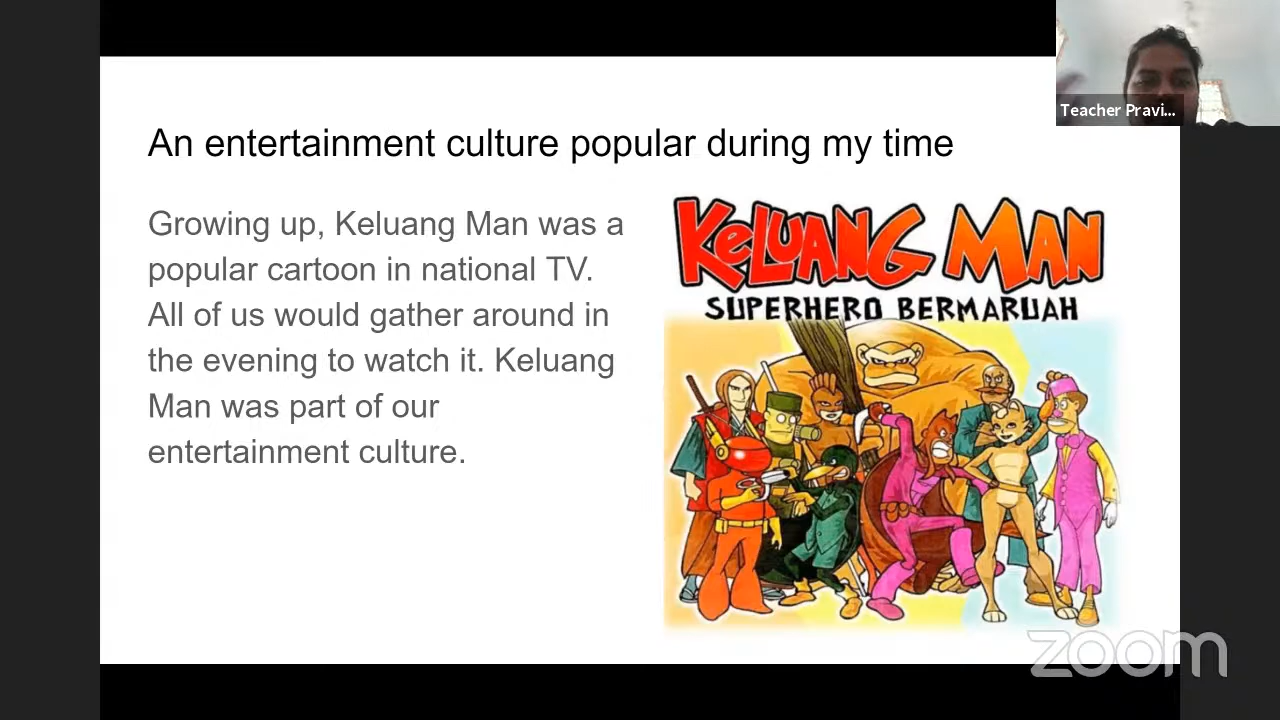 Teacher Pravi...
An entertainment culture popular during my time
Growing up, Keluang Man was a
popular cartoon in national TV.
All of us would gather around in
the evening to watch it. Keluang
Man was part of our
entertainment culture.
KELUANG MAN
SUPERHERO BERMARUAH
zoom